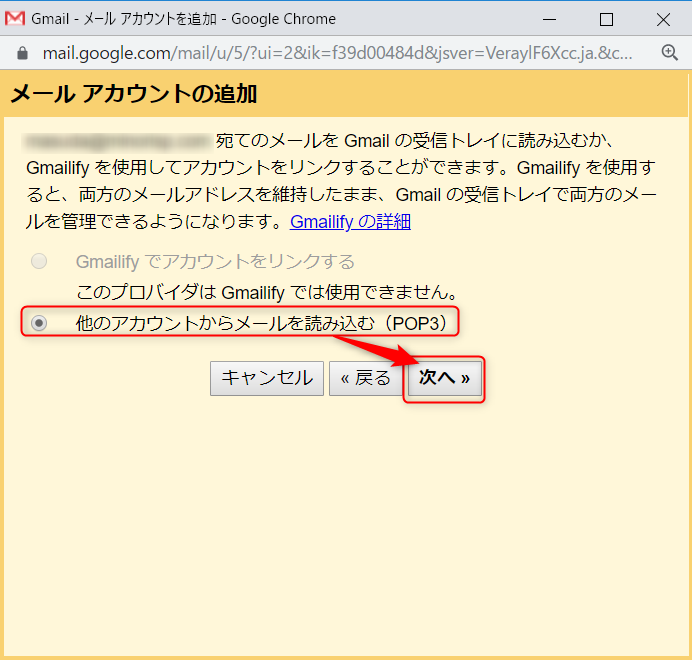 Gmail - メール アカウントを追加 - Google Chrome
mail.google.com/mail/u/5/?ui=2&ik=f39d00484d&jsver=VerayIF6Xcc.ja.&c...
メール アカウントの追加
宛てのメールを Gmail の受信トレイに読み込むか、
Gmailify を使用してアカウントをリンクすることができます。Gmailify を使用す
ると、両方のメールアドレスを維持したまま、Gmail の受信トレイで両方のメー
ルを管理できるようになります。Gmailify の詳細
Gmailify でアカウントをリンクする
このプロバイダは Gmailify では使用できません。
他のアカウントからメールを読み込む（POP3）
キャンセル « 戻る 次へ »